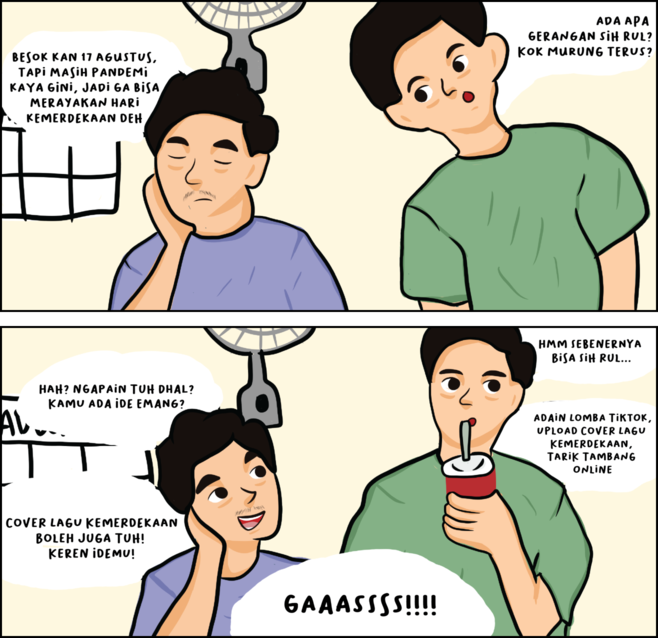 ADA APA
GERANGAN SIH RUL?
KOK MURUNG TERUS?
BESOK KAN 17 AGUSTUS,
TAPI MASIH PANDEMI
KAYA GINI, JADI GA BISA
MERAYAKAN HARI
KEMERDEKAAN DEH
HAH? NGAPAIN TUH DHAL?
KAMU ADA IDE EMANG?
HMM SEBENERNYA
BISA SIH RUL...
ADAIN LOMBA TIKTOK,
UPLOAD COVER LAGU
KEMERDEKAAN,
TARIK TAMBANG
ONLINE
COVER LAGU KEMERDEKAAN
BOLEH JUGA TUH!
KEREN IDEMU!
GAAASSSS!!!!